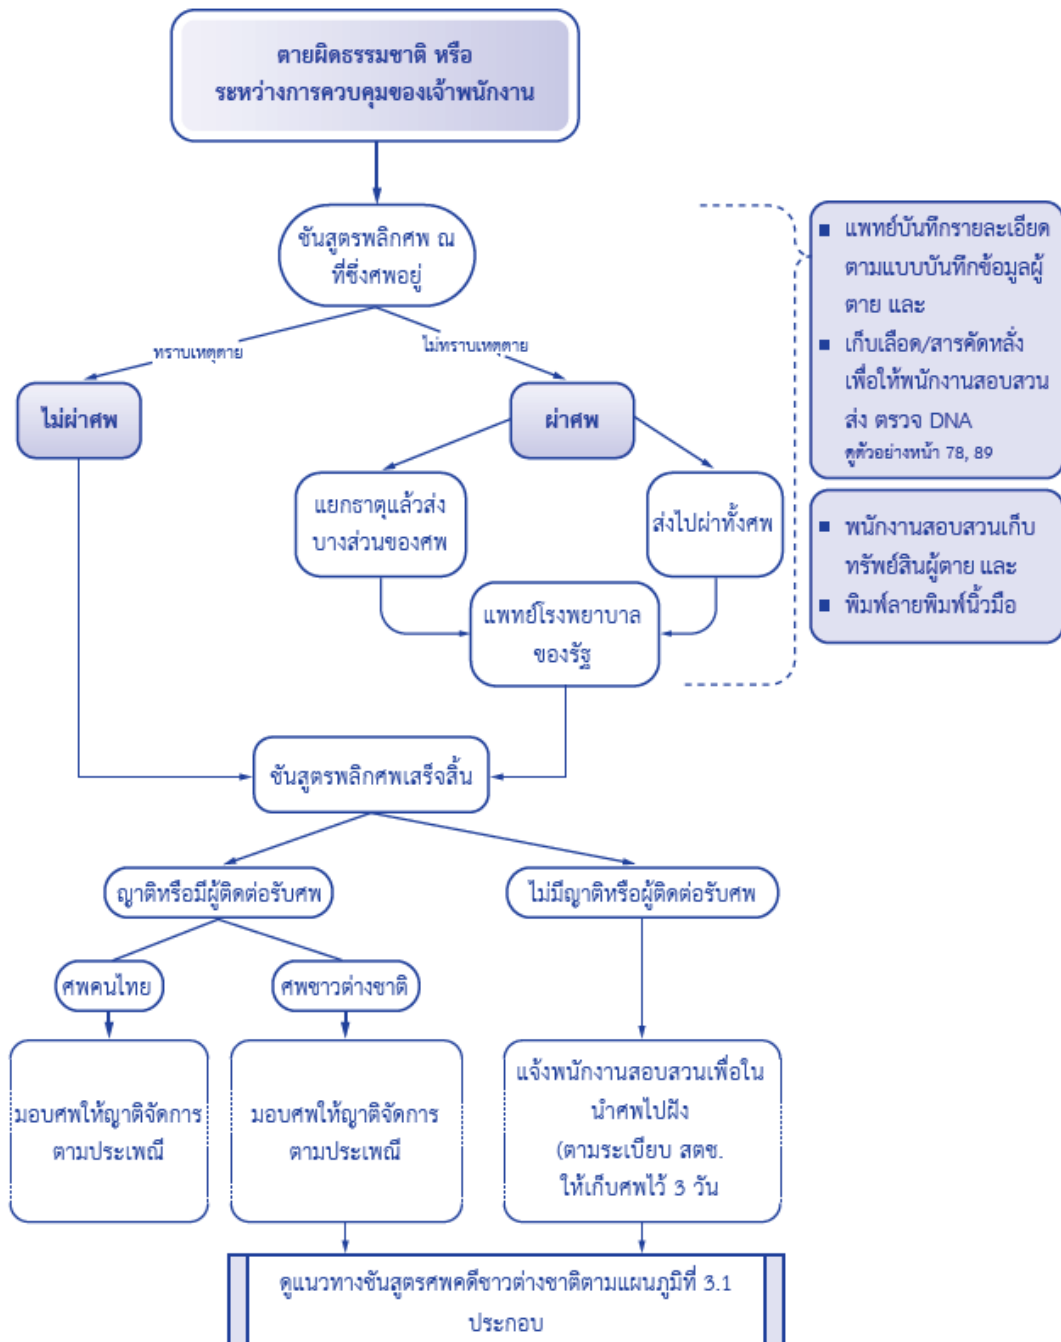 ตายผิดธรรมชาติ หรือ
ระหว่างการควบคุมของเจ้าพนักงาน
ชันสูตรพลิกศพ ณ
ที่ซึ่งศพอยู่
ทราบเหตุตาย
ไม่ทราบเหตุตาย
ไม่ผ่าศพ
ผ่าศพ
แยกธาตุแล้วส่ง
บางส่วนของศพ
ส่งไปผ่าทั้งศพ
แพทย์โรงพยาบาล
ของรัฐ
■ แพทย์บันทึกรายละเอียด
ตามแบบบันทึกข้อมูลผู้
ตาย และ
■ เก็บเลือด/สารคัดหลั่ง
เพื่อให้พนักงานสอบสวน
ส่ง ตรวจ DNA
ดูตัวอย่างหน้า 78, 89
■ พนักงานสอบสวนเก็บ
ทรัพย์สินผู้ตาย และ
■ พิมพ์ลายพิมพ์นิ้วมือ
ชันสูตรพลิกศพเสร็จสิ้น
ญาติหรือมีผู้ติดต่อรับศพ
ไม่มีญาติหรือผู้ติดต่อรับศพ
ศพคนไทย
ศพชาวต่างชาติ
มอบศพให้ญาติจัดการ
ตามประเพณี
มอบศพให้ญาติจัดการ
ตามประเพณี
แจ้งพนักงานสอบสวนเพื่อใน
นำศพไปฝัง
(ตามระเบียบ สตช.
ให้เก็บศพไว้ 3 วัน
ดูแนวทางชันสูตรศพคดีชาวต่างชาติตามแผนภูมิที่ 3.1
ประกอบ